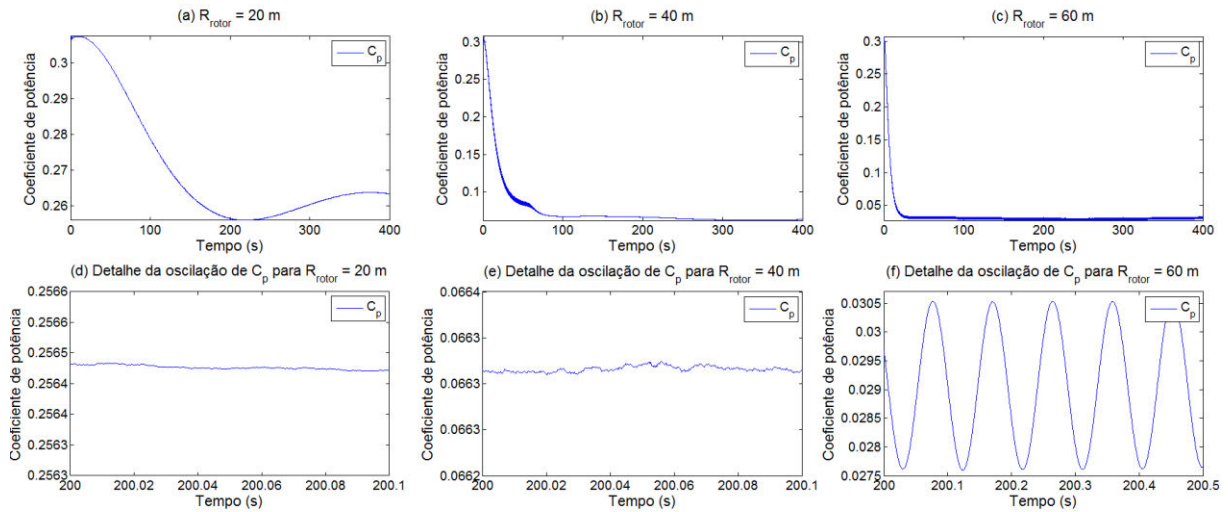 (a) R_rotor = 20 m
Coeficiente de potência
0.3
0.29
0.28
0.27
0.26
C_p
0 100 200 300 400
Tempo (s)
(b) R_rotor = 40 m
Coeficiente de potência
0.3
0.25
0.2
0.15
0.1
C_p
0 100 200 300 400
Tempo (s)
(c) R_rotor = 60 m
Coeficiente de potência
0.3
0.25
0.2
0.15
0.1
0.05
C_p
0 100 200 300 400
Tempo (s)
(d) Detalhe da oscilação de C_p para R_rotor = 20 m
Coeficiente de potência
0.2566
0.2566
0.2565
0.2564
0.2564
0.2563
0.2563
C_p
200 200.02 200.04 200.06 200.08 200.1
Tempo (s)
(e) Detalhe da oscilação de C_p para R_rotor = 40 m
Coeficiente de potência
0.0664
0.0663
0.0663
0.0663
0.0662
C_p
200 200.02 200.04 200.06 200.08 200.1
Tempo (s)
(f) Detalhe da oscilação de C_p para R_rotor = 60 m
Coeficiente de potência
0.0305
0.03
0.0295
0.029
0.0285
0.028
0.0275
C_p
200 200.1 200.2 200.3 200.4 200.5
Tempo (s)